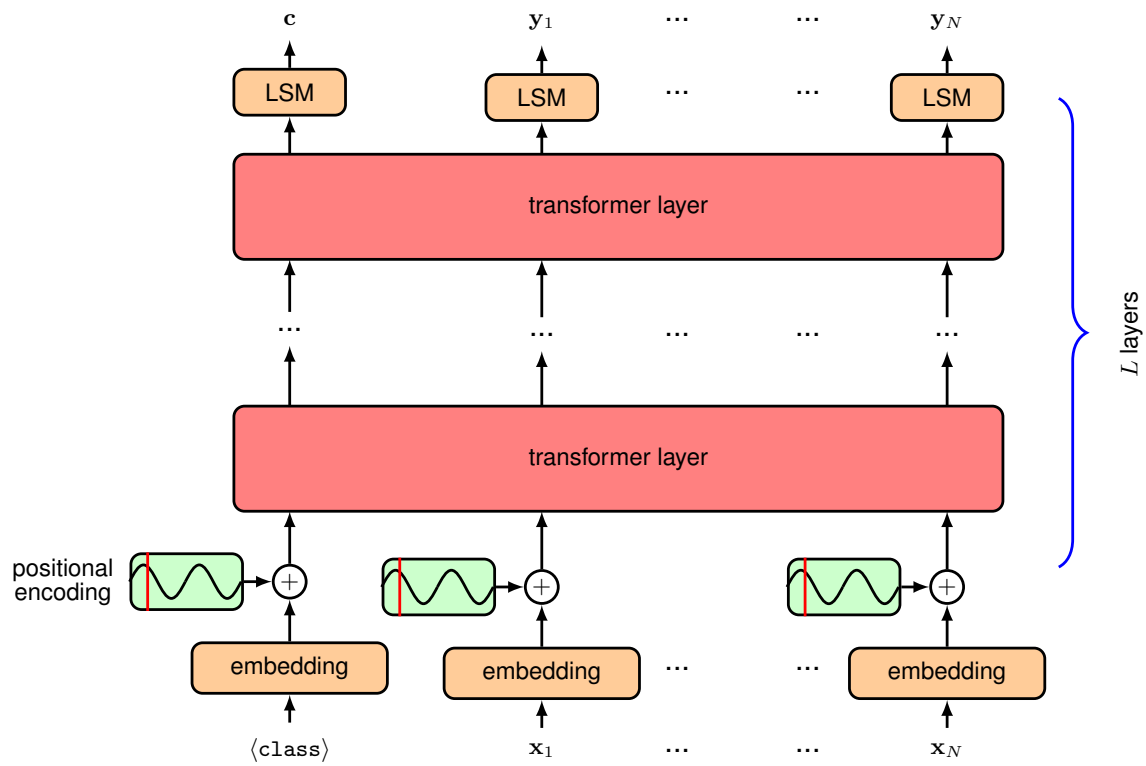 c y₁ ... ... y_N
LSM LSM ... ... LSM
transformer layer
... ... ... ... ...
L layers
transformer layer
positional
encoding
+ + +
embedding embedding ... ... embedding
⟨class⟩ x₁ ... ... x_N